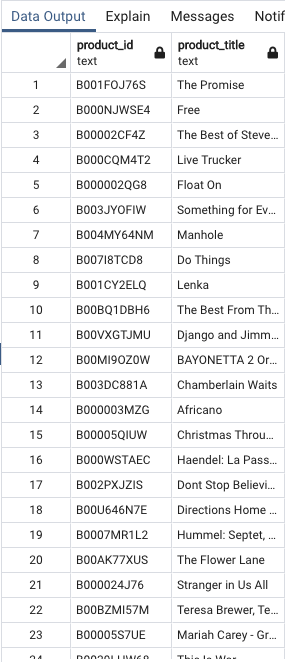 Data Output Explain Messages Notif
product_id product_title
text text
1 B001FOJ76S The Promise
2 B000NJWSE4 Free
3 B00002CF4Z The Best of Steve...
4 B000CQM4T2 Live Trucker
5 B000002QG8 Float On
6 B003JYOFIW Something for Ev...
7 B004MY64NM Manhole
8 B007I8TCD8 Do Things
9 B001CY2ELQ Lenka
10 B00BQ1DBH6 The Best From Th...
11 B00VXGTJMU Django and Jimm...
12 B00MI9OZ0W BAYONETTA 2 Or...
13 B003DC881A Chamberlain Waits
14 B000003MZG Africano
15 B00005QIUW Christmas Throu...
16 B000WSTAEC Haendel: La Pass...
17 B002PXJZIS Dont Stop Believi...
18 B00U646N7E Directions Home ...
19 B0007MR1L2 Hummel: Septet, ...
20 B00AK77XUS The Flower Lane
21 B000024J76 Stranger in Us All
22 B00BZMI57M Teresa Brewer, Te...
23 B00005S7UE Mariah Carey - Gr...